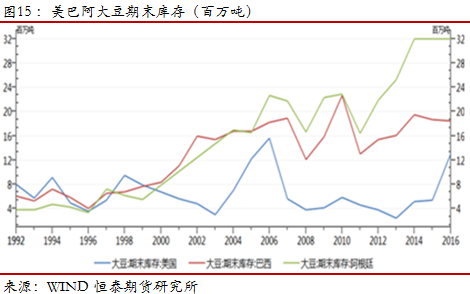 图15：美巴阿大豆期末库存（百万吨）
百万吨 百万吨
32 32
28 28
24 24
20 20
16 16
12 12
8 8
4 4
1992 1994 1996 1998 2000 2002 2004 2006 2008 2010 2012 2014 2016
大豆:期末库存:美国 大豆:期末库存:巴西 大豆:期末库存:阿根廷
来源：WIND 恒泰期货研究所